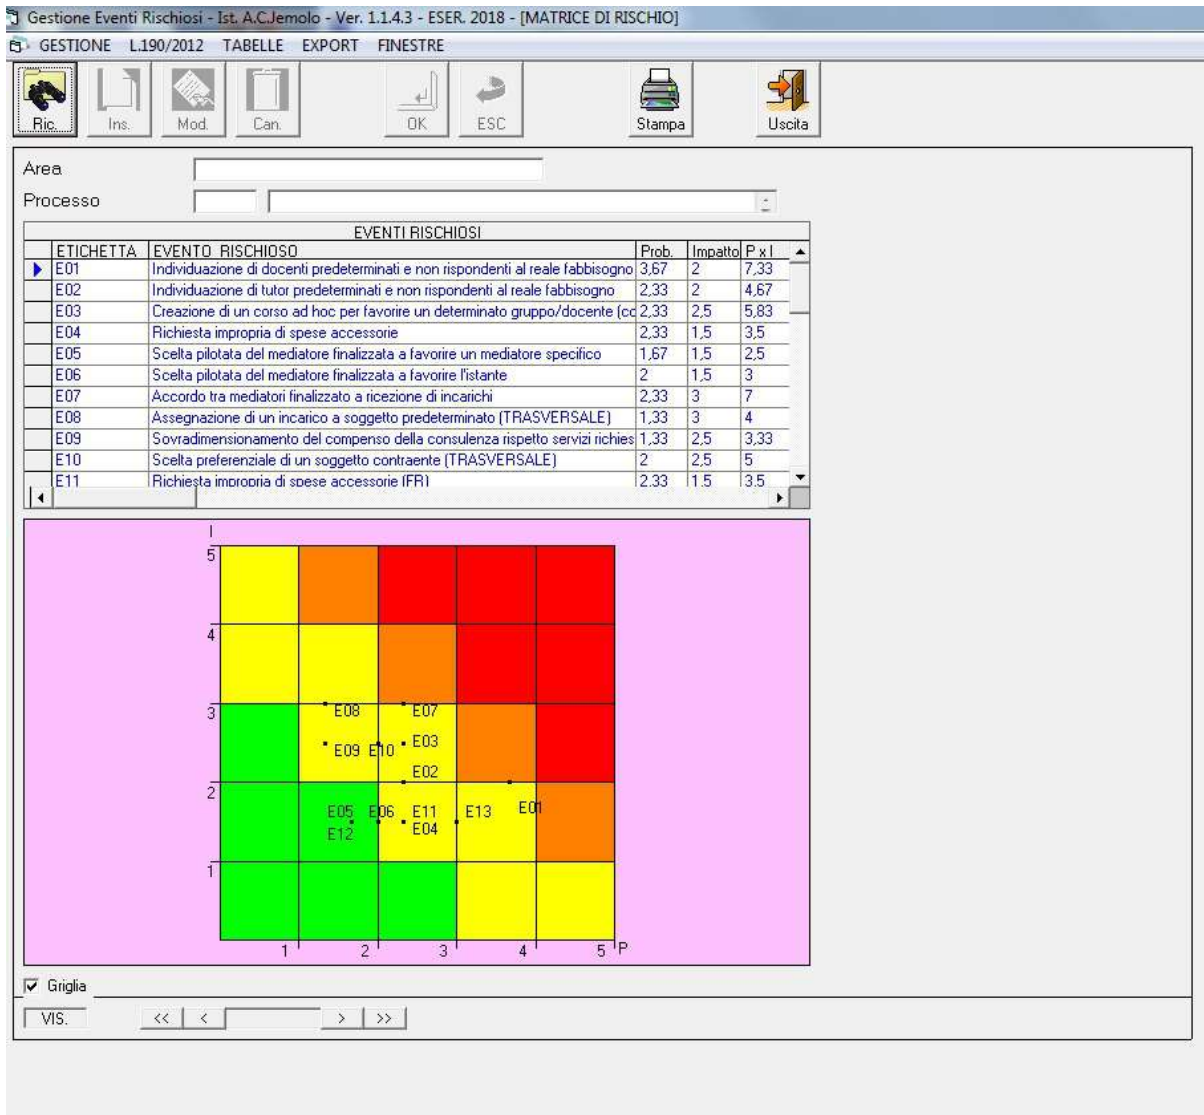 Gestione Eventi Rischiosi - Ist. A.C.Jemolo - Ver. 1.1.4.3 - ESER. 2018 - [MATRICE DI RISCHIO]
GESTIONE L.190/2012 TABELLE EXPORT FINESTRE
Ric. Ins. Mod. Can. OK ESC Stampa Uscita
Area
Processo
EVENTI RISCHIOSI
ETICHETTA EVENTO RISCHIOSO Prob. Impatto P x I
E01 Individuazione di docenti predeterminati e non rispondenti al reale fabbisogno 3,67 2 7,33
E02 Individuazione di tutor predeterminati e non rispondenti al reale fabbisogno 2,33 2 4,67
E03 Creazione di un corso ad hoc per favorire un determinato gruppo/docente (cc 2,33 2,5 5,83
E04 Richiesta impropria di spese accessorie 2,33 1,5 3,5
E05 Scelta pilotata del mediatore finalizzata a favorire un mediatore specifico 1,67 1,5 2,5
E06 Scelta pilotata del mediatore finalizzata a favorire l'istante 2 1,5 3
E07 Accordo tra mediatori finalizzato a ricezione di incarichi 2,33 3 7
E08 Assegnazione di un incarico a soggetto predeterminato (TRASVERSALE) 1,33 3 4
E09 Sovradimensionamento del compenso della consulenza rispetto servizi richies 1,33 2,5 3,33
E10 Scelta preferenziale di un soggetto contraente (TRASVERSALE) 2 2,5 5
E11 Richiesta impropria di spese accessorie (FR) 2,33 1,5 3,5
I
5
4
3 E08 E07
E09 E10 E03
E02
2
E05 E06 E11 E13 E01
E12 E04
1
1 2 3 4 5 P
Griglia
VIS. << < > >>